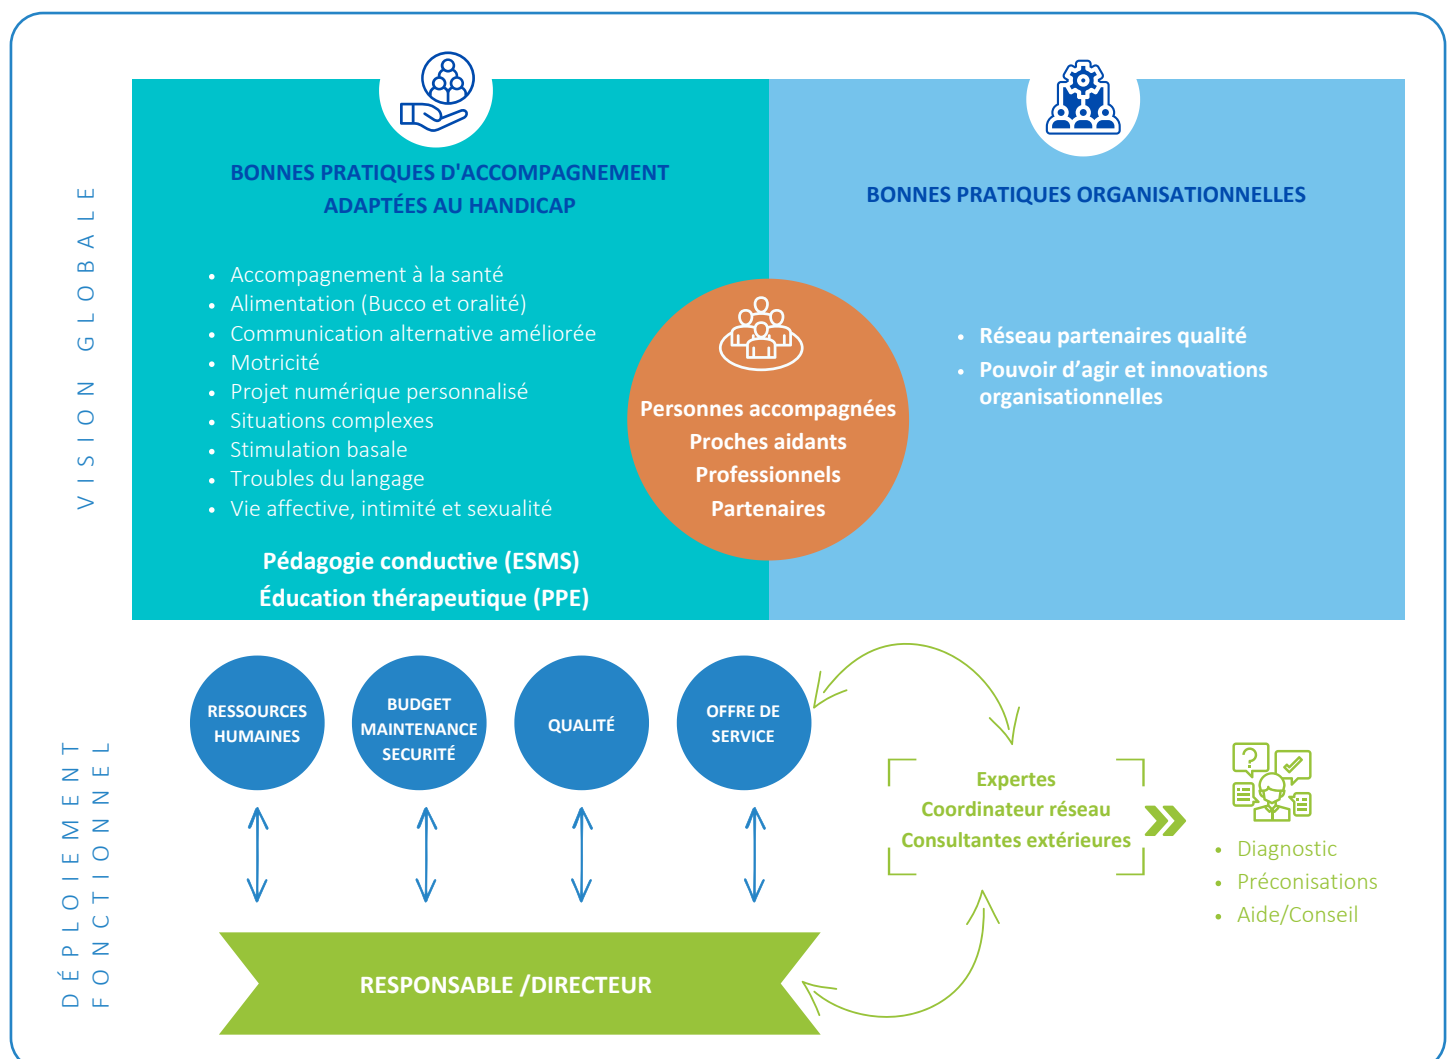 VISION GLOBALE
BONNES PRATIQUES D'ACCOMPAGNEMENT
ADAPTÉES AU HANDICAP
• Accompagnement à la santé
• Alimentation (Bucco et oralité)
• Communication alternative améliorée
• Motricité
• Projet numérique personnalisé
• Situations complexes
• Stimulation basale
• Troubles du langage
• Vie affective, intimité et sexualité
Pédagogie conductive (ESMS)
Éducation thérapeutique (PPE)
Personnes accompagnées
Proches aidants
Professionnels
Partenaires
BONNES PRATIQUES ORGANISATIONNELLES
• Réseau partenaires qualité
• Pouvoir d’agir et innovations
organisationnelles
DÉPLOIEMENT
FONCTIONNEL
RESSOURCES
HUMAINES
BUDGET
MAINTENANCE
SECURITÉ
QUALITÉ
OFFRE DE
SERVICE
Expertes
Coordinateur réseau
Consultantes extérieures
?
• Diagnostic
• Préconisations
• Aide/Conseil
RESPONSABLE /DIRECTEUR